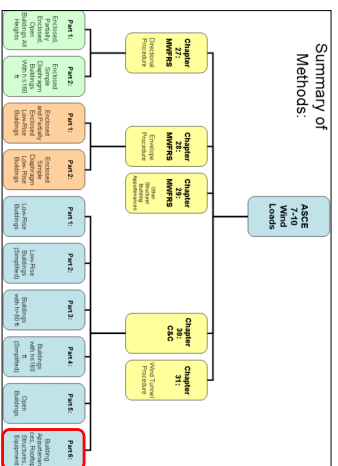 Summary of
Methods:
ASCE
7-10
Wind
Loads
Chapter
27:
MWFRS
Directional
Procedure
Chapter
28:
MWFRS
Envelope
Procedure
Chapter
29:
MWFRS
Other
Structures/
Building
Appurtenances
Chapter
30:
C&C
Chapter
31:
Wind Tunnel
Procedure
Part 1:
Enclosed,
Partially
Enclosed,
Open
Buildings All
Heights
Part 2:
Enclosed
Simple
Diaphragm
Buildings
With h ≤160
ft
Part 1:
Enclosed
and Partially
Enclosed
Low-Rise
Buildings
Part 2:
Enclosed
Simple
Diaphragm
Low-Rise
Buildings
Part 1:
Low-Rise
Buildings
Part 2:
Low-Rise
Buildings
(Simplified)
Part 3:
Buildings
with h>60 ft
Part 4:
Buildings
with h≤160
ft
(Simplified)
Part 5:
Open
Buildings
Part 6:
Building
Appurtenan
ces, Rooftop
Structures,
Equipment